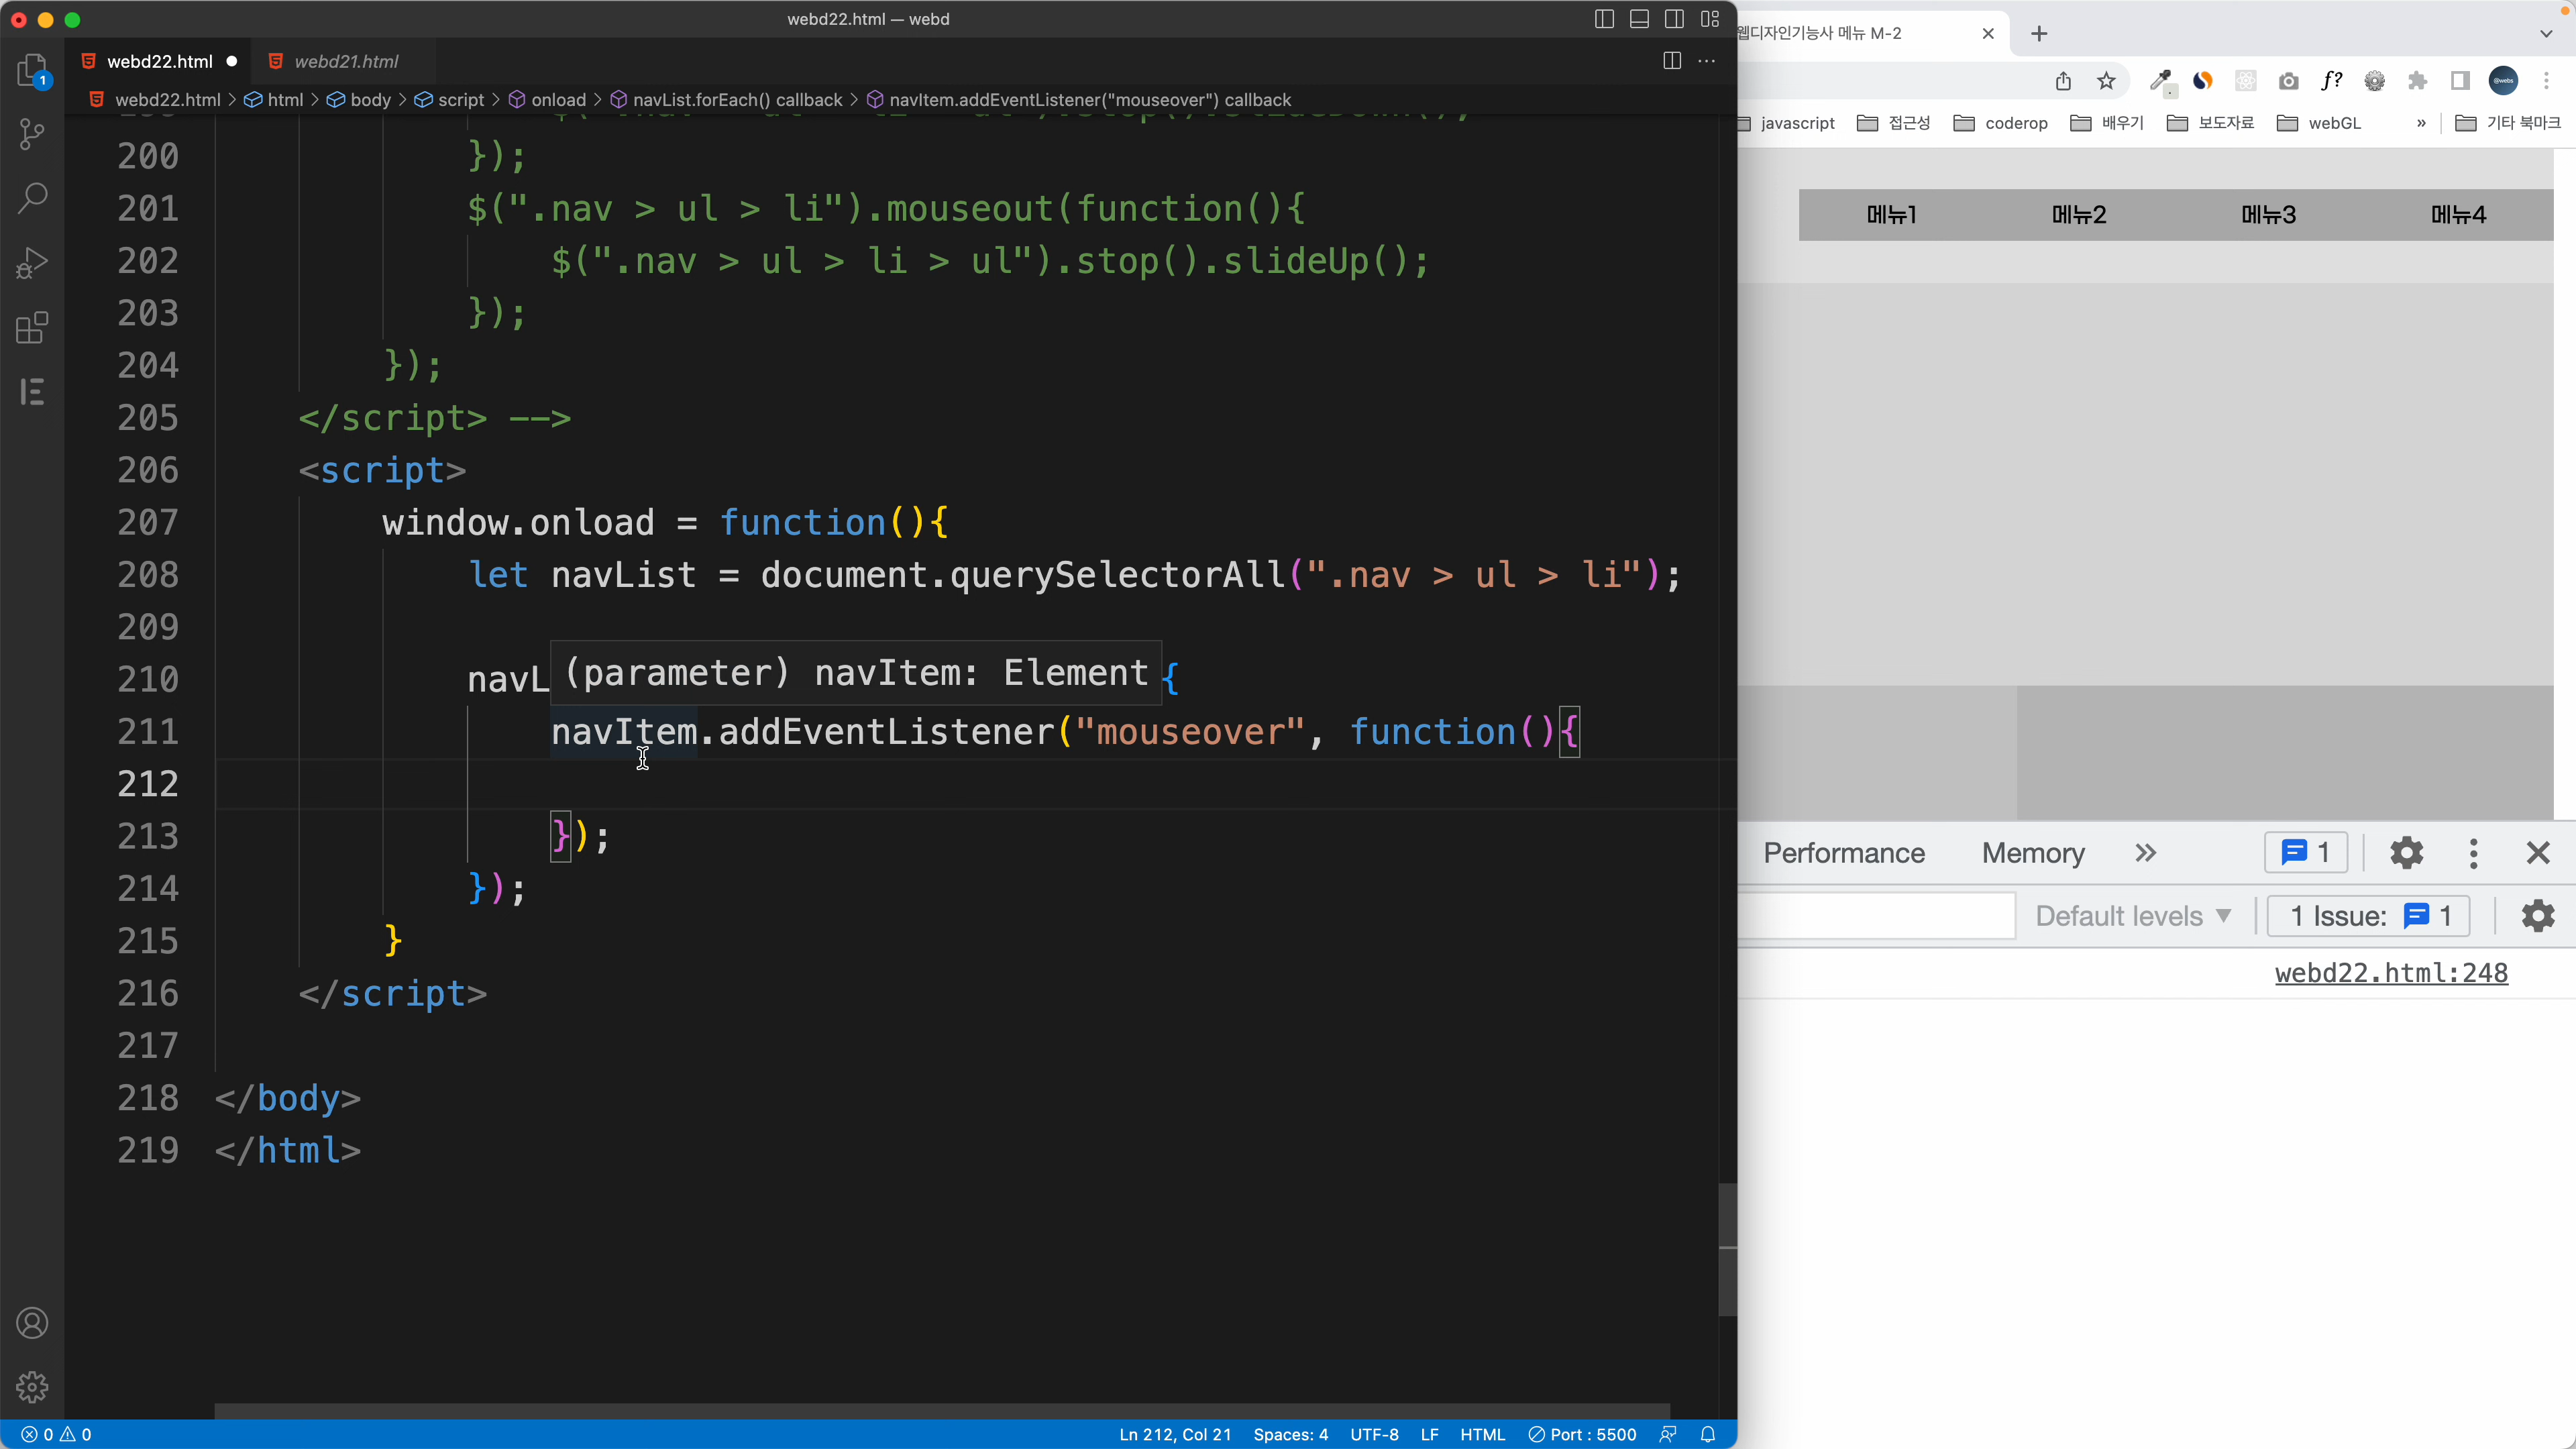 webd22.html — webd
webd22.html
webd21.html
webd22.html > html > body > script > onload > navList.forEach() callback > navItem.addEventListener("mouseover") callback
1
200 });
201 $(".nav > ul > li").mouseout(function(){
202 $(".nav > ul > li > ul").stop().slideUp();
203 });
204 });
205 </script> -->
206 <script>
207 window.onload = function(){
208 let navList = document.querySelectorAll(".nav > ul > li");
209
210 navL {
(parameter) navItem: Element
211 navItem.addEventListener("mouseover", function(){
212
213 });
214 });
215 }
216 </script>
217
218 </body>
219 </html>
0 0
Ln 212, Col 21 Spaces: 4 UTF-8 LF HTML Port : 5500
웹디자인기능사 메뉴 M-2
f?
@webs
javascript 접근성 coderop 배우기 보도자료 webGL » 기타 북마크
메뉴1 메뉴2 메뉴3 메뉴4
Performance Memory 1
Default levels ▼ 1 Issue: 1
webd22.html:248